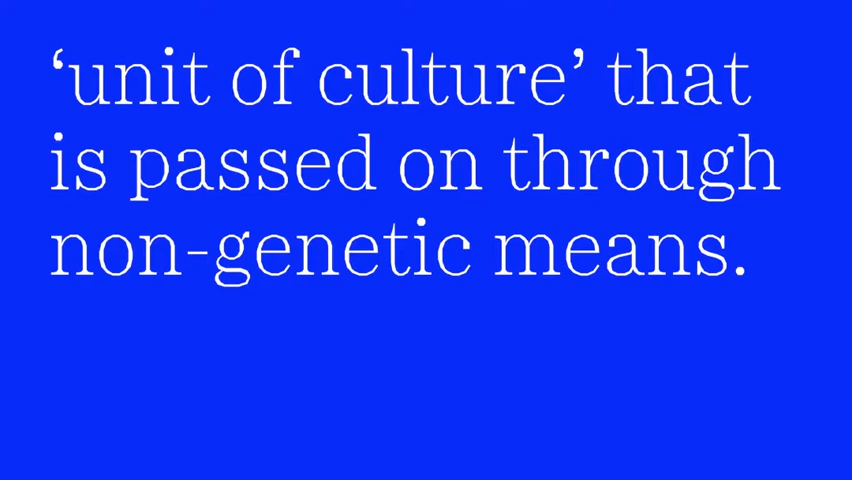 ‘unit of culture’ that
is passed on through
non-genetic means.